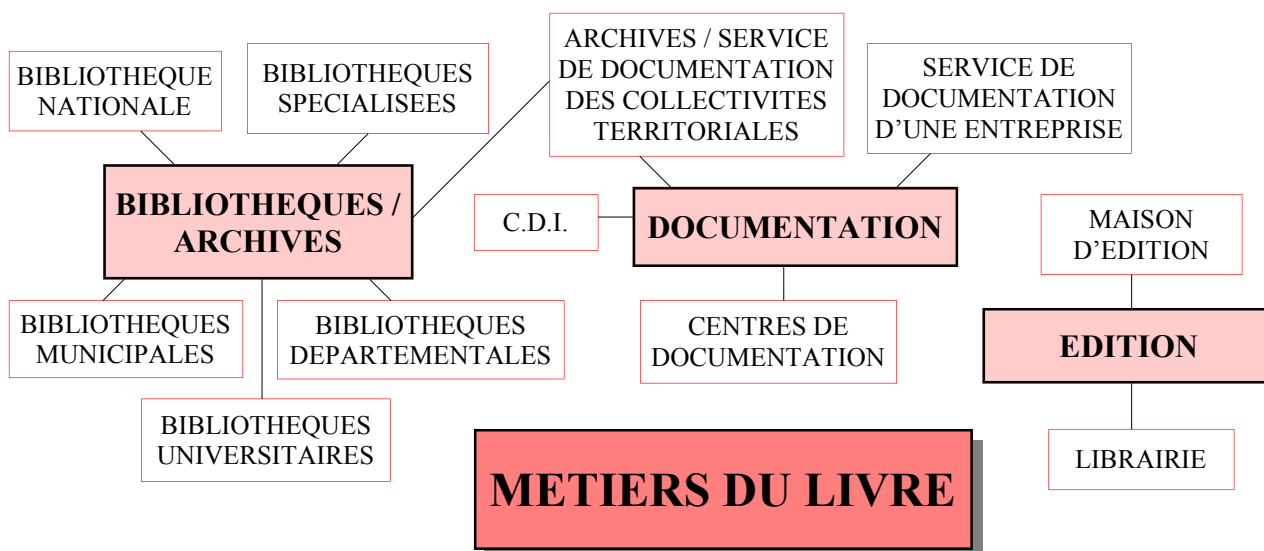 BIBLIOTHEQUE
NATIONALE
BIBLIOTHEQUES
SPECIALISEES
ARCHIVES / SERVICE
DE DOCUMENTATION
DES COLLECTIVITES
TERRITORIALES
SERVICE DE
DOCUMENTATION
D'UNE ENTREPRISE
BIBLIOTHEQUES /
ARCHIVES
C.D.I.
DOCUMENTATION
MAISON
D'EDITION
BIBLIOTHEQUES
MUNICIPALES
BIBLIOTHEQUES
DEPARTEMENTALES
CENTRES DE
DOCUMENTATION
EDITION
BIBLIOTHEQUES
UNIVERSITAIRES
LIBRAIRIE
METIERS DU LIVRE